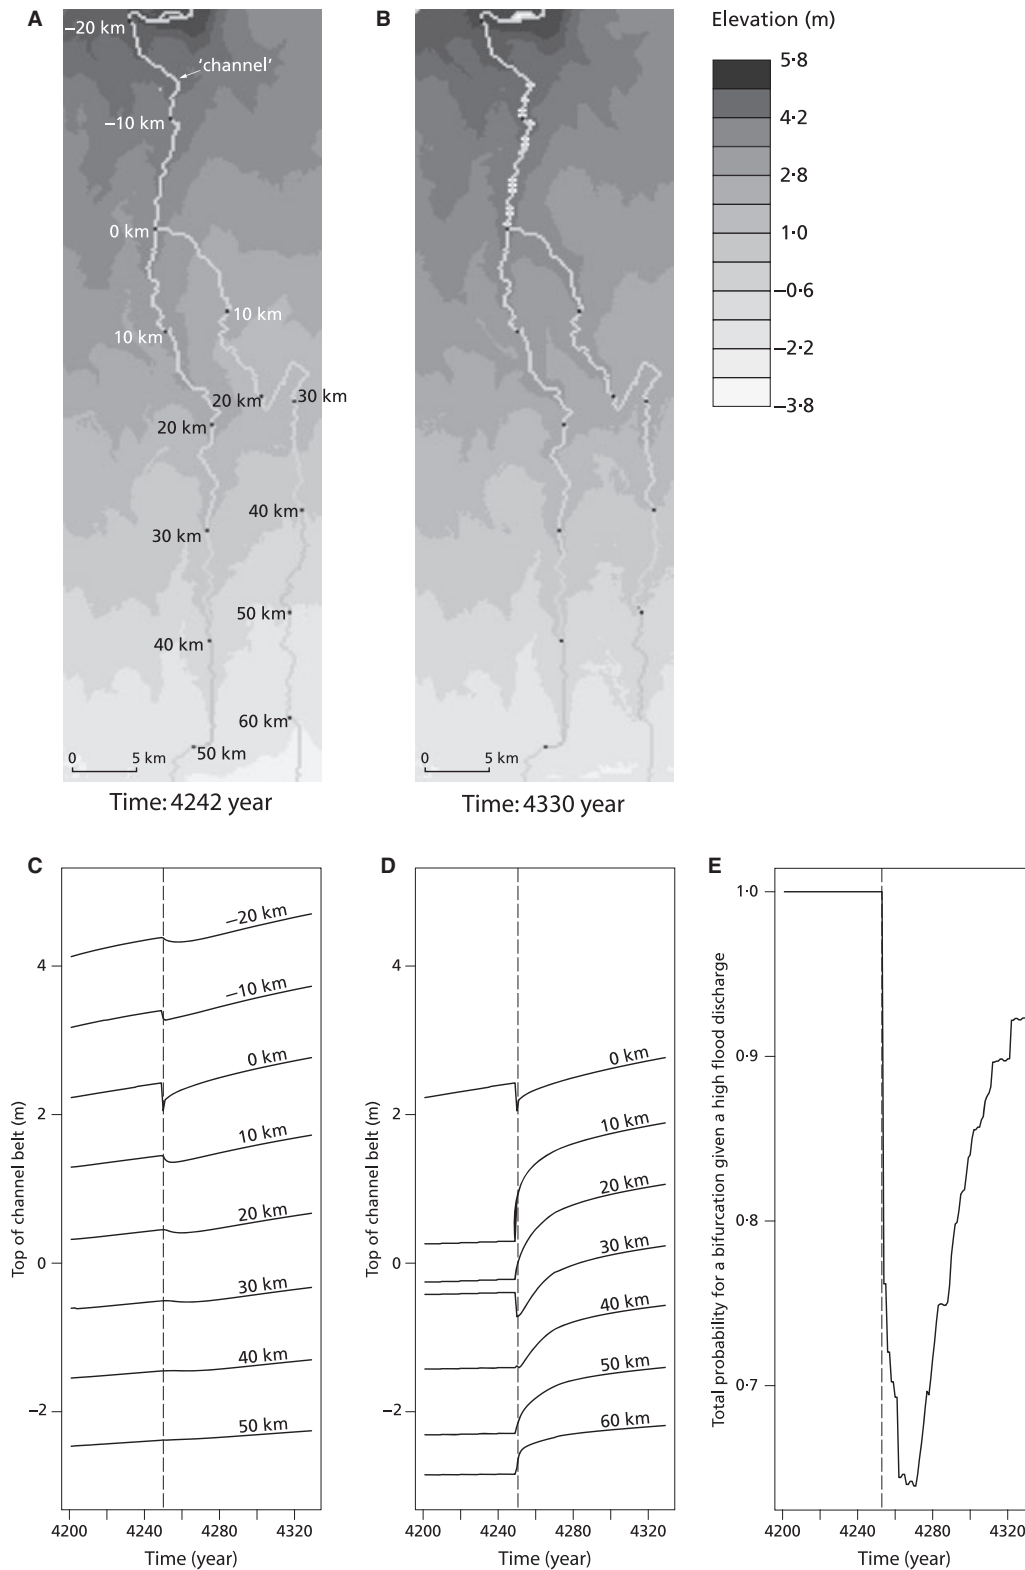 A
−20 km
'channel'
−10 km
0 km
10 km
10 km
20 km
30 km
20 km
40 km
30 km
50 km
40 km
60 km
50 km
0 5 km
Time: 4242 year
B
0 5 km
Time: 4330 year
Elevation (m)
5·8
4·2
2·8
1·0
−0·6
−2·2
−3·8
C
Top of channel belt (m)
4
2
0
−2
−20 km
−10 km
0 km
10 km
20 km
30 km
40 km
50 km
4200 4240 4280 4320
Time (year)
D
Top of channel belt (m)
4
2
0
−2
0 km
10 km
20 km
30 km
40 km
50 km
60 km
4200 4240 4280 4320
Time (year)
E
Total probability for a bifurcation given a high flood discharge
1·0
0·9
0·8
0·7
4200 4240 4280 4320
Time (year)